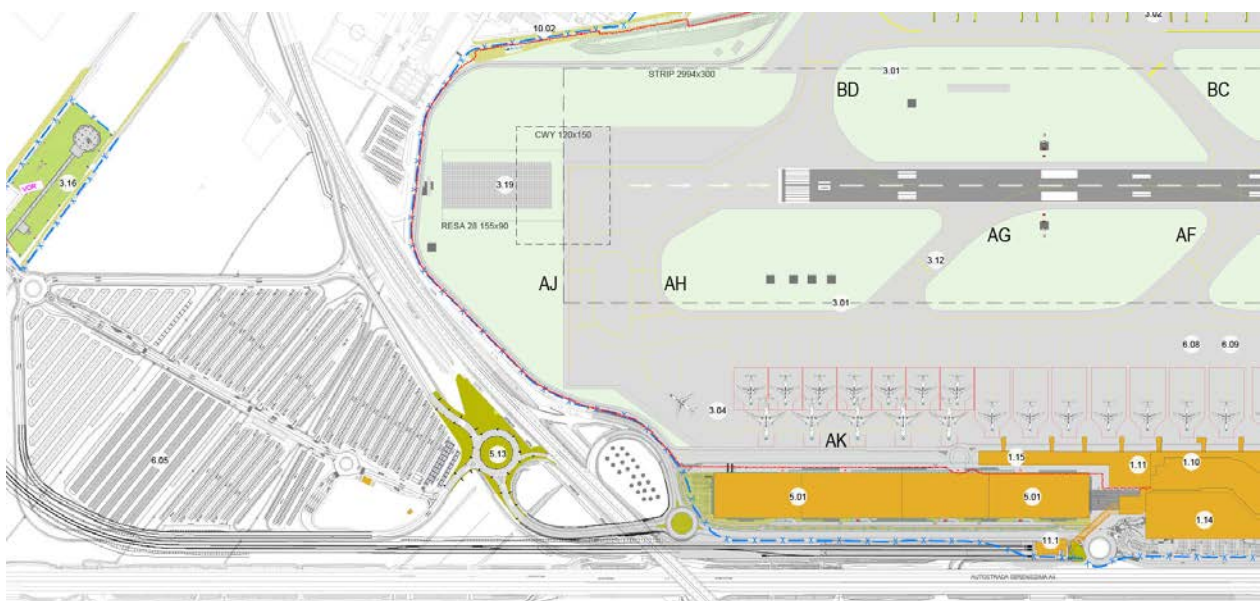 10.02
3.02
STRIP 2994x300
3.01
BD
BC
CWY 120x150
3.16
VOR
3.19
RESA 28 155x90
AG
AF
3.12
AJ
AH
3.01
6.08
6.09
3.04
AK
5.13
6.05
1.15
1.11
1.10
5.01
5.01
1.14
11.1
AUTOSTRADA SERENISSIMA A4